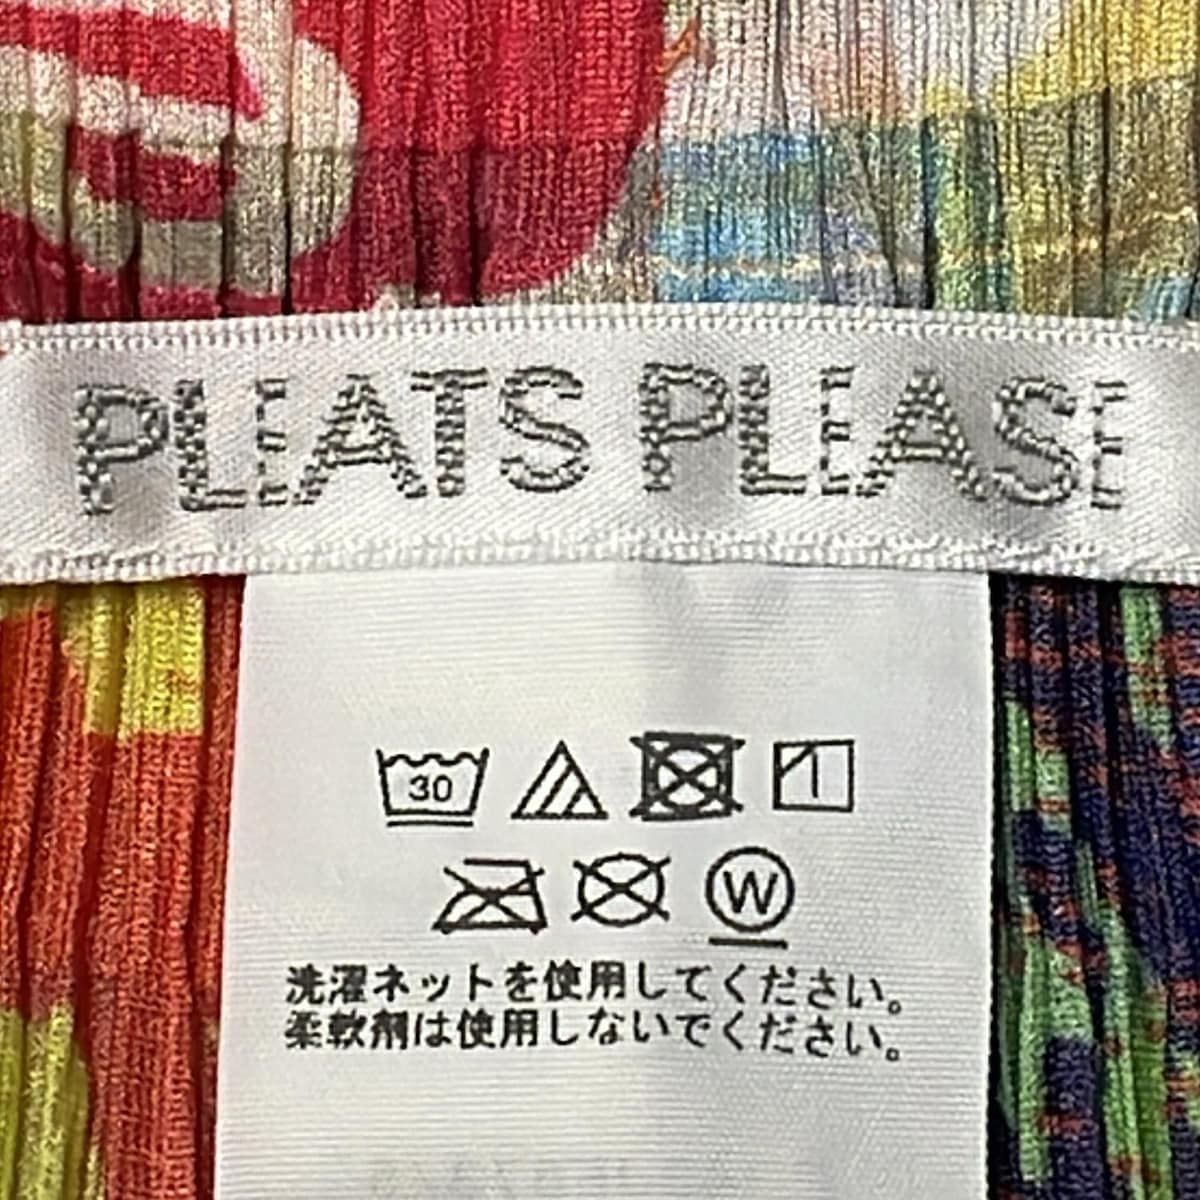 PLEATS PLEASE
30
W
洗濯ネットを使用してください。
柔軟剤は使用しないでください。